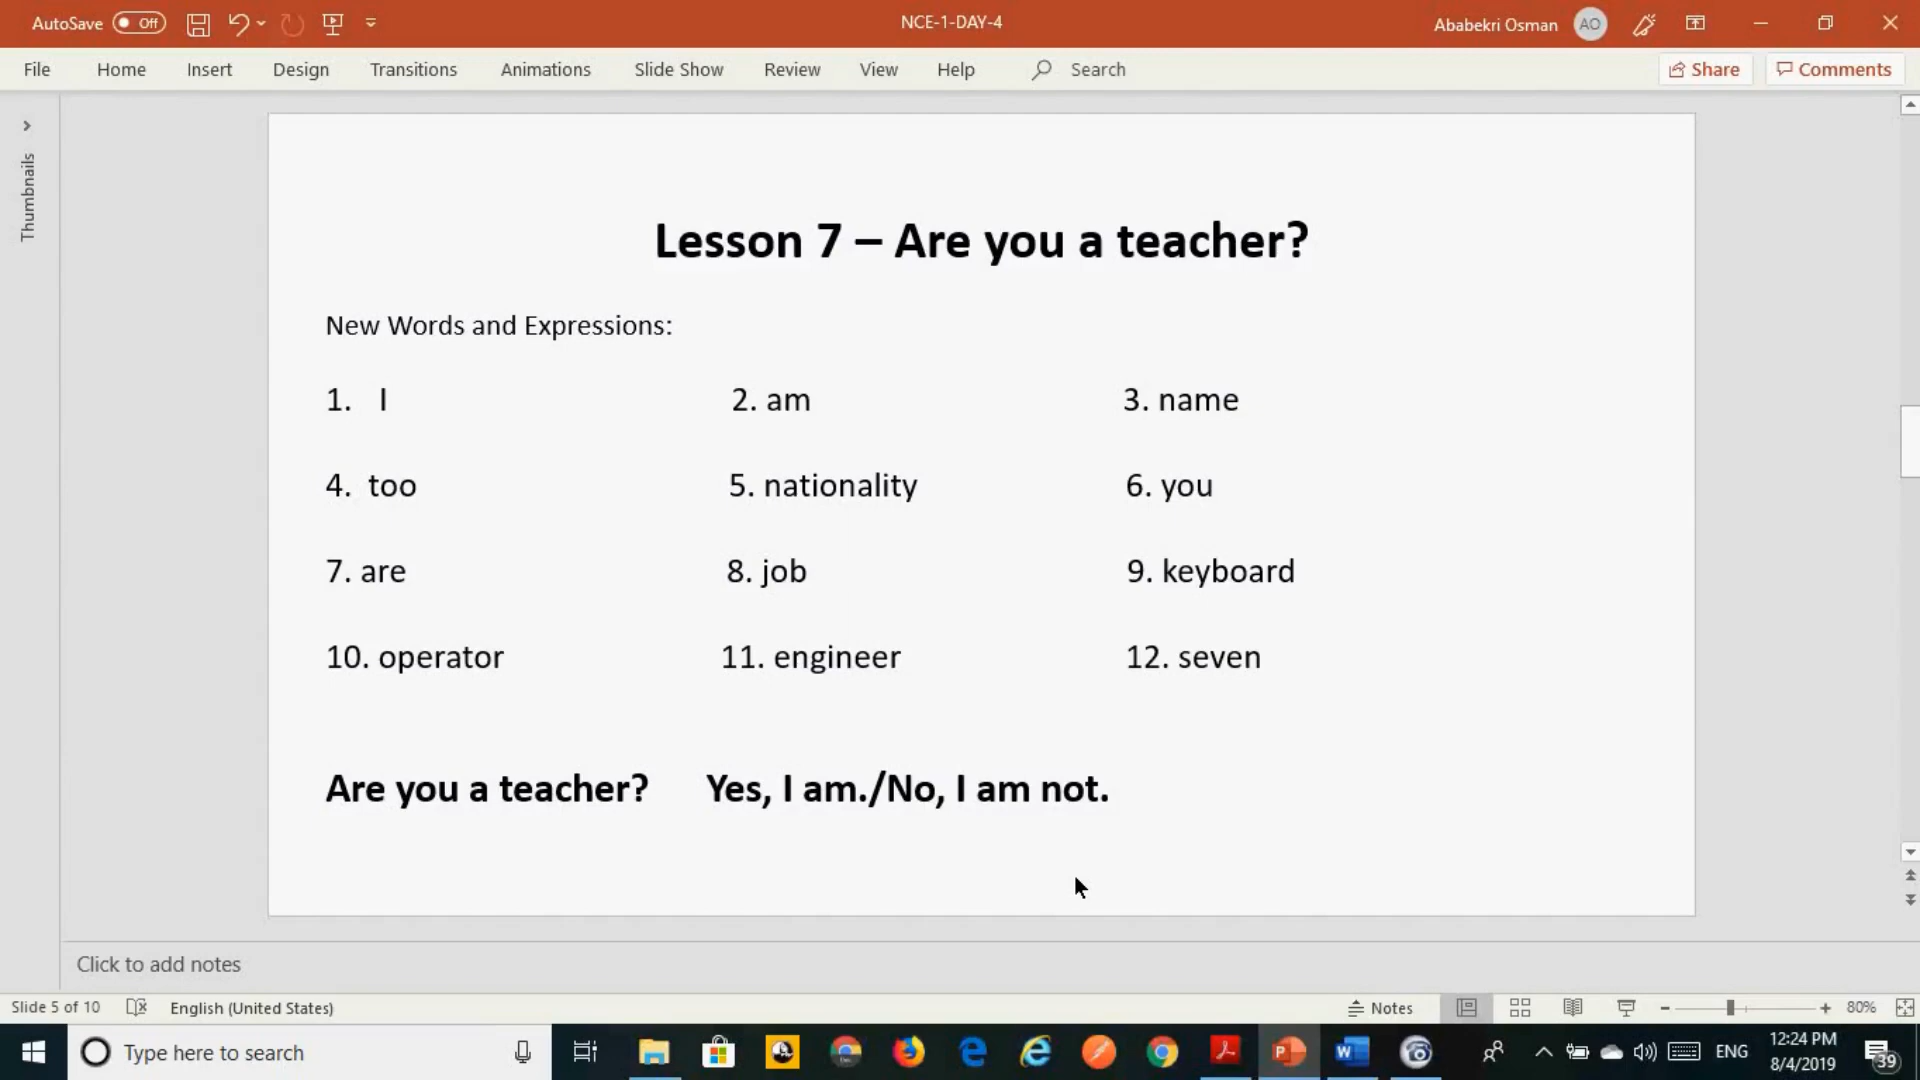 AutoSave Off NCE-1-DAY-4 Ababekri Osman AO
File Home Insert Design Transitions Animations Slide Show Review View Help Search Share Comments
Thumbnails
Lesson 7 – Are you a teacher?
New Words and Expressions:
1. I 2. am 3. name
4. too 5. nationality 6. you
7. are 8. job 9. keyboard
10. operator 11. engineer 12. seven
Are you a teacher? Yes, I am./No, I am not.
Click to add notes
Slide 5 of 10 English (United States) Notes 80%
Type here to search ENG 12:24 PM 39
8/4/2019